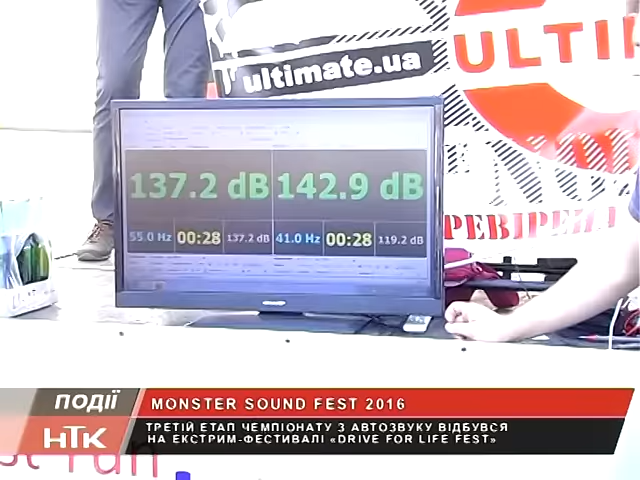 ultimate.ua
ULTI
РЕВІРЕН
137.2 dB 142.9 dB
55.0 Hz 00:28 137.2 dB 41.0 Hz 00:28 119.2 dB
ПОДІЇ
НТК
MONSTER SOUND FEST 2016
ТРЕТІЙ ЕТАП ЧЕМПІОНАТУ З АВТОЗВУКУ ВІДБУВСЯ
НА ЕКСТРИМ-ФЕСТИВАЛІ «DRIVE FOR LIFE FEST»